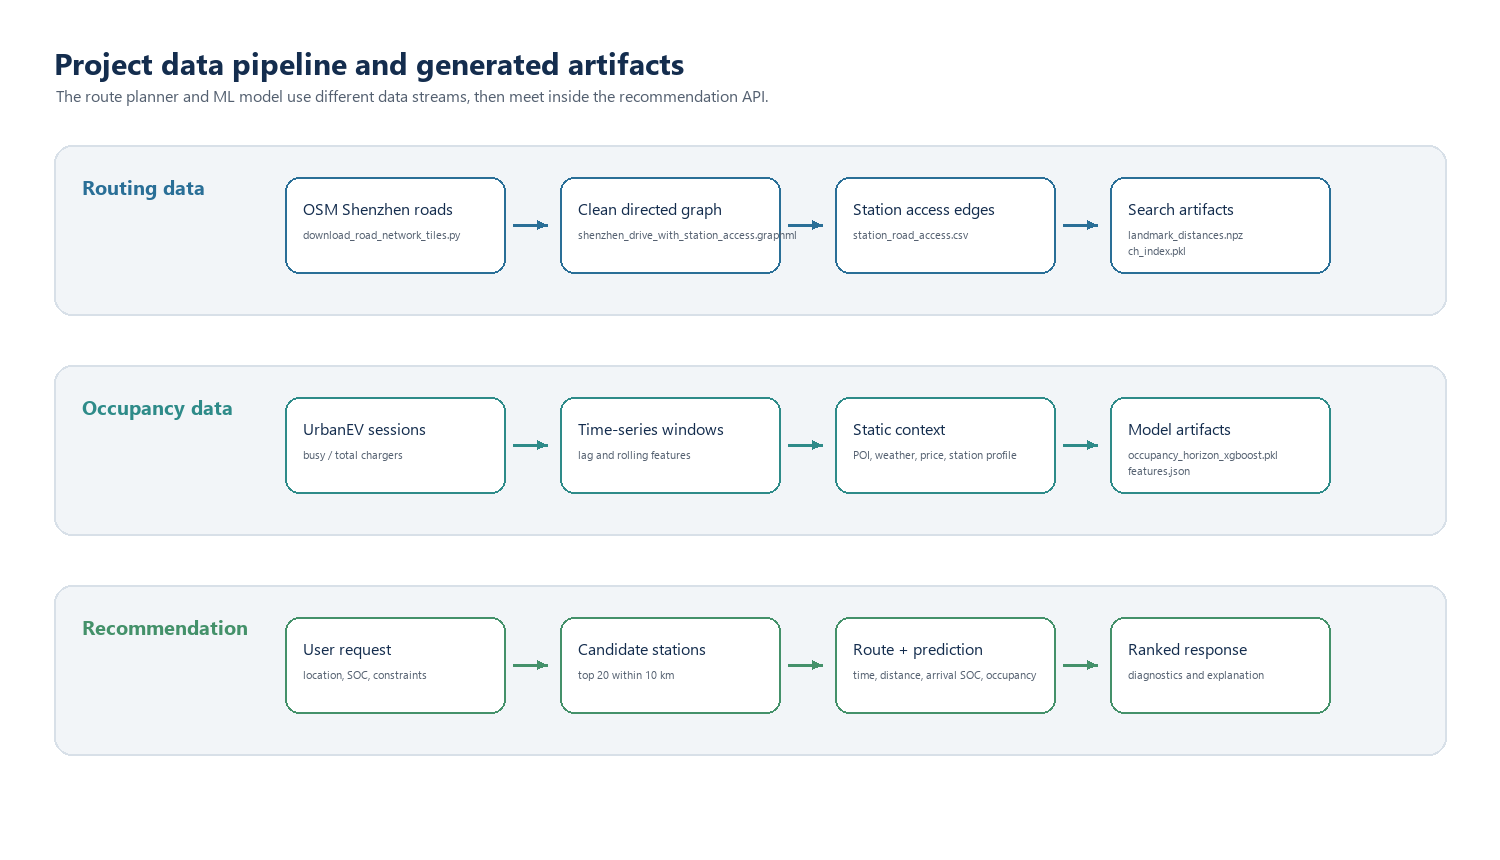 Project data pipeline and generated artifacts
The route planner and ML model use different data streams, then meet inside the recommendation API.
Routing data
OSM Shenzhen roads
download_road_network_tiles.py
Clean directed graph
shenzhen_drive_with_station_access.graphml
Station access edges
station_road_access.csv
Search artifacts
landmark_distances.npz
ch_index.pkl
Occupancy data
UrbanEV sessions
busy / total chargers
Time-series windows
lag and rolling features
Static context
POI, weather, price, station profile
Model artifacts
occupancy_horizon_xgboost.pkl
features.json
Recommendation
User request
location, SOC, constraints
Candidate stations
top 20 within 10 km
Route + prediction
time, distance, arrival SOC, occupancy
Ranked response
diagnostics and explanation